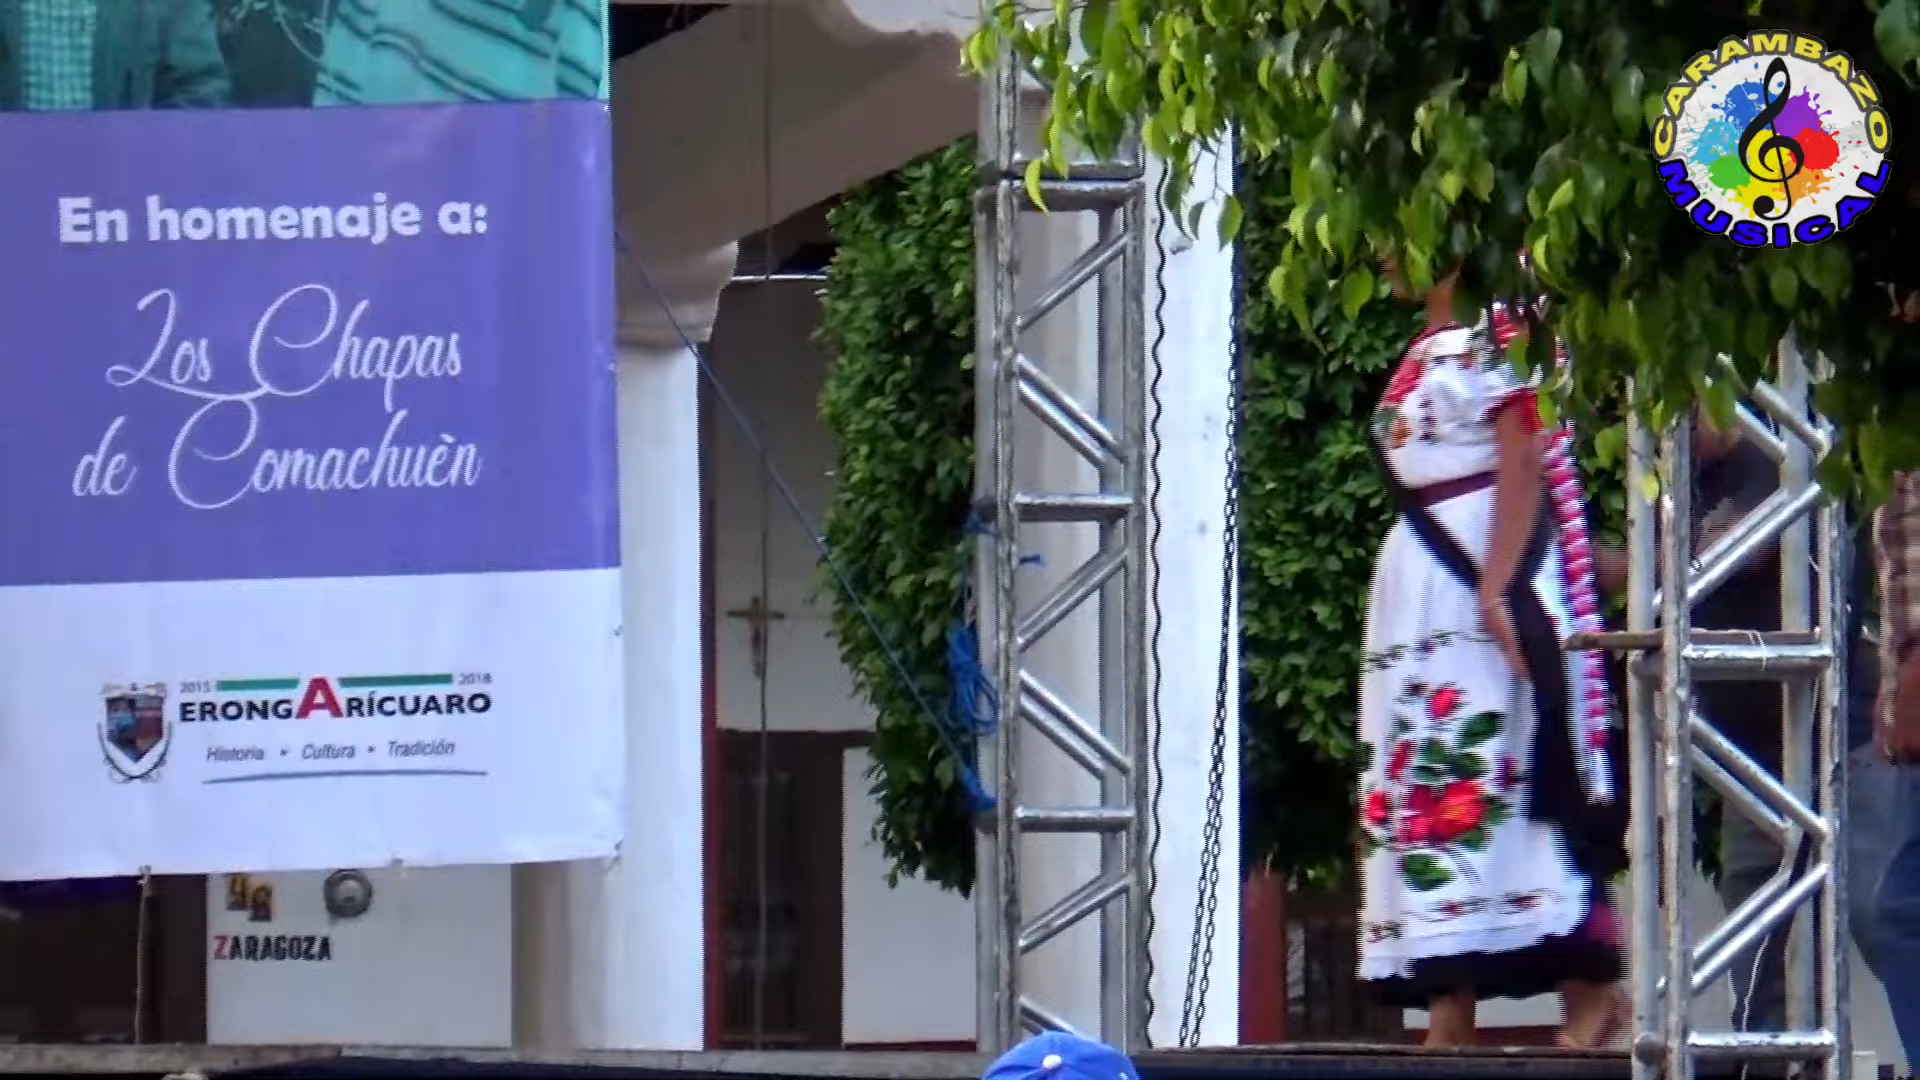 En homenaje a:
Los Chapas
de Comachuèn
2015 2018
ERONGARÍCUARO
Historia • Cultura • Tradición
ZARAGOZA
CARAMBAZO
MUSICAL